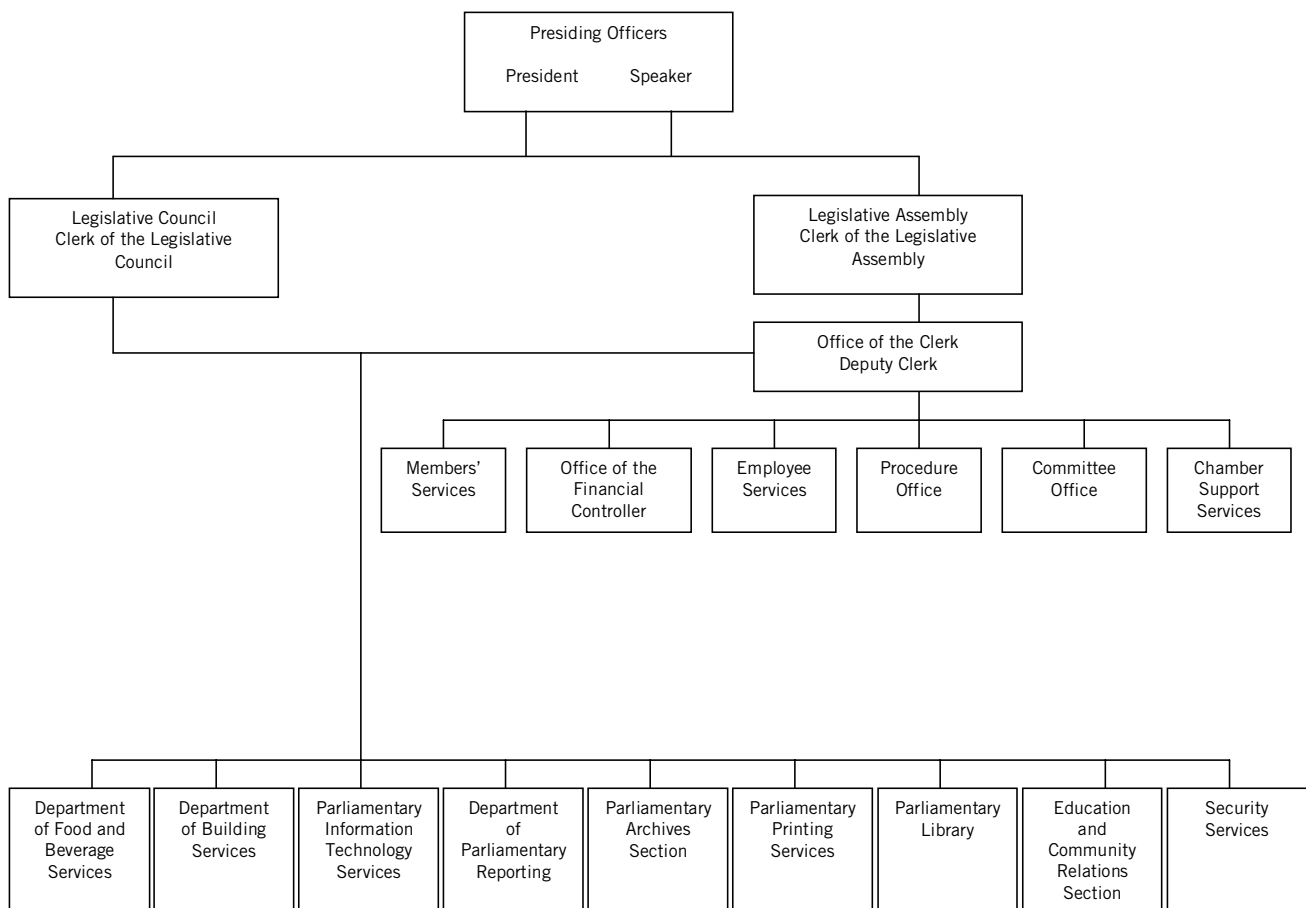 Presiding Officers
President Speaker
Legislative Council
Clerk of the Legislative
Council
Legislative Assembly
Clerk of the Legislative
Assembly
Office of the Clerk
Deputy Clerk
Members’
Services
Office of the
Financial
Controller
Employee
Services
Procedure
Office
Committee
Office
Chamber
Support
Services
Department
of Food and
Beverage
Services
Department
of Building
Services
Parliamentary
Information
Technology
Services
Department
of
Parliamentary
Reporting
Parliamentary
Archives
Section
Parliamentary
Printing
Services
Parliamentary
Library
Education
and
Community
Relations
Section
Security
Services